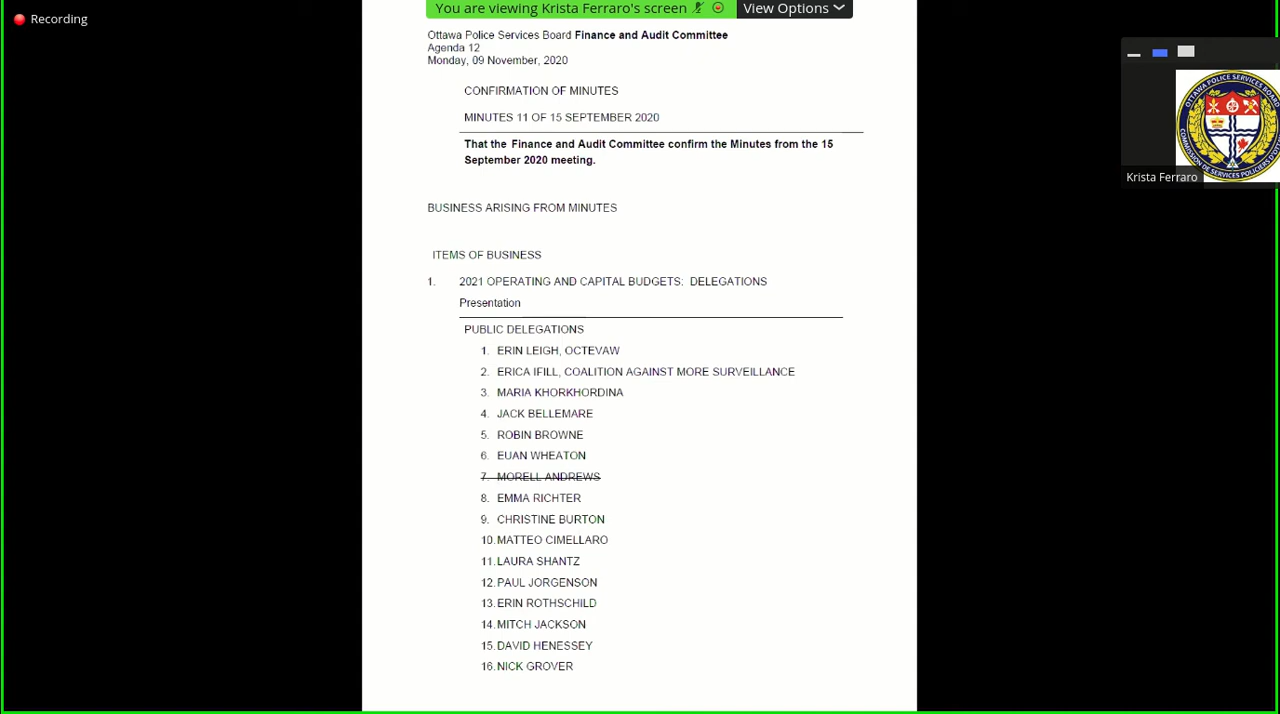 Recording
You are viewing Krista Ferraro's screen
View Options
Ottawa Police Services Board Finance and Audit Committee
Agenda 12
Monday, 09 November, 2020
CONFIRMATION OF MINUTES
MINUTES 11 OF 15 SEPTEMBER 2020
That the Finance and Audit Committee confirm the Minutes from the 15
September 2020 meeting.
BUSINESS ARISING FROM MINUTES
ITEMS OF BUSINESS
1. 2021 OPERATING AND CAPITAL BUDGETS: DELEGATIONS
Presentation
PUBLIC DELEGATIONS
1. ERIN LEIGH, OCTEVAW
2. ERICA IFILL, COALITION AGAINST MORE SURVEILLANCE
3. MARIA KHORKHORDINA
4. JACK BELLEMARE
5. ROBIN BROWNE
6. EUAN WHEATON
7. MORELL ANDREWS
8. EMMA RICHTER
9. CHRISTINE BURTON
10. MATTEO CIMELLARO
11. LAURA SHANTZ
12. PAUL JORGENSON
13. ERIN ROTHSCHILD
14. MITCH JACKSON
15. DAVID HENESSEY
16. NICK GROVER
OTTAWA POLICE SERVICES BOARD
Krista Ferraro